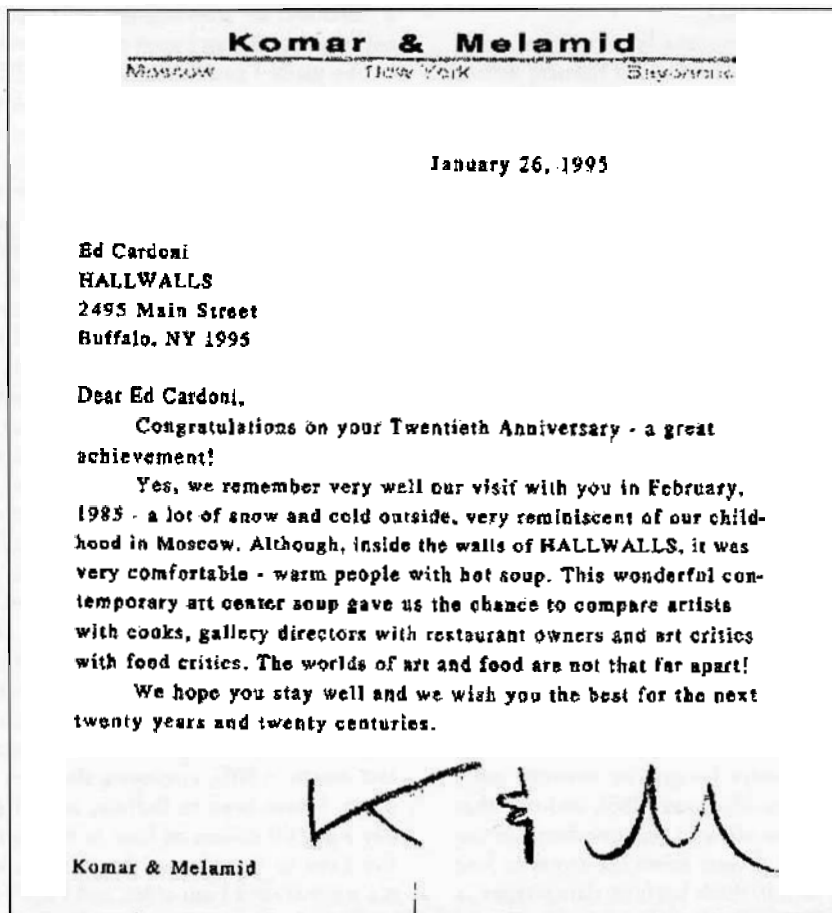 Komar & Melamid
Moscow New York Bayonne
January 26, 1995
Ed Cardoni
HALLWALLS
2495 Main Street
Buffalo, NY 1995
Dear Ed Cardoni,
Congratulations on your Twentieth Anniversary - a great
achievement!
Yes, we remember very well our visit with you in February,
1985 - a lot of snow and cold outside, very reminiscent of our child-
hood in Moscow. Although, inside the walls of HALLWALLS, it was
very comfortable - warm people with hot soup. This wonderful con-
temporary art center soup gave us the chance to compare artists
with cooks, gallery directors with restaurant owners and art critics
with food critics. The worlds of art and food are not that far apart!
We hope you stay well and we wish you the best for the next
twenty years and twenty centuries.
K & M
Komar & Melamid